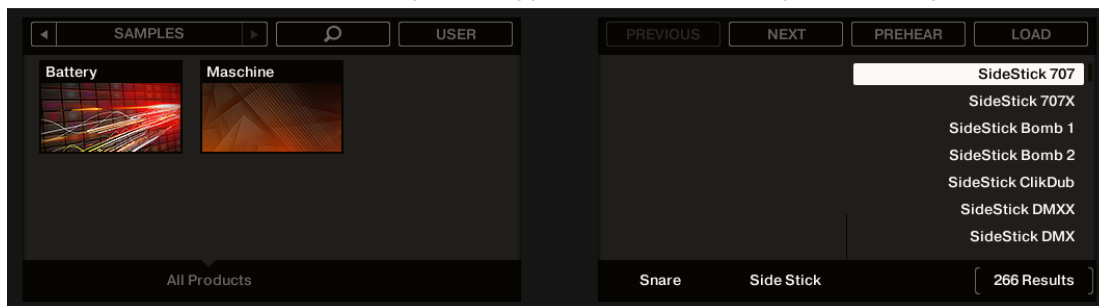 SAMPLES USER
Battery Maschine
All Products
PREVIOUS NEXT PREHEAR LOAD
SideStick 707
SideStick 707X
SideStick Bomb 1
SideStick Bomb 2
SideStick ClikDub
SideStick DMXX
SideStick DMX
Snare Side Stick 266 Results